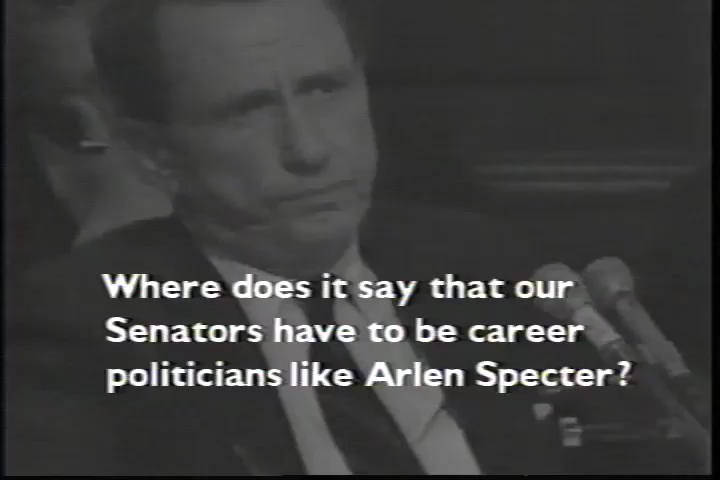 Where does it say that our
Senators have to be career
politicians like Arlen Specter?